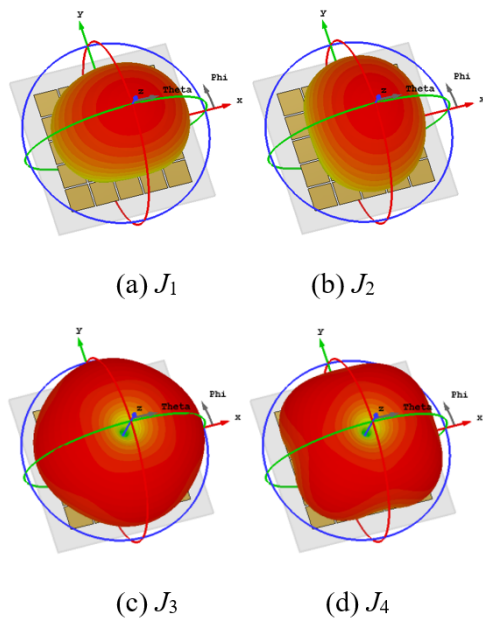 y
Phi
z
Theta
x
y
Phi
z
Theta
x
(a) J1
(b) J2
y
Phi
z
Theta
x
y
Phi
z
Theta
x
(c) J3
(d) J4